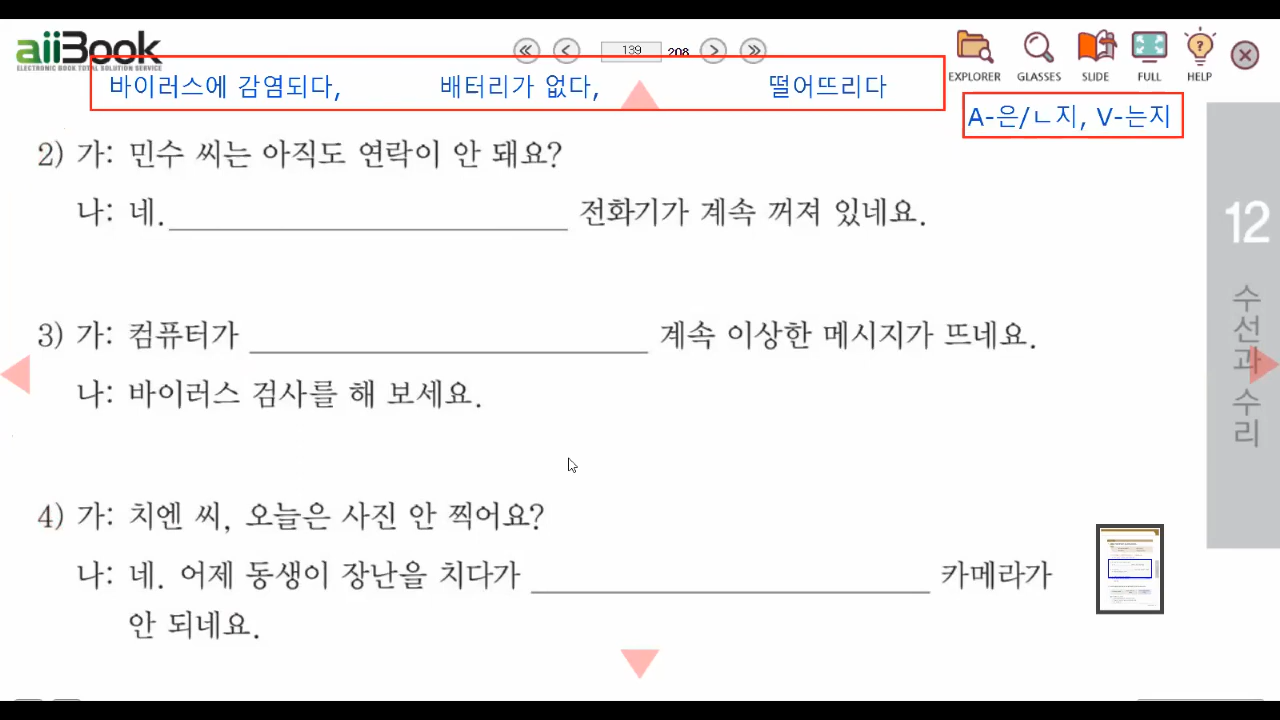 aiiBook
ELECTRONIC BOOK TOTAL SOLUTION SERVICE
139 208
EXPLORER GLASSES SLIDE FULL HELP
바이러스에 감염되다, 배터리가 없다, 떨어뜨리다
A-은/ㄴ지, V-는지
2) 가: 민수 씨는 아직도 연락이 안 돼요?
나: 네. 전화기가 계속 꺼져 있네요.
3) 가: 컴퓨터가 계속 이상한 메시지가 뜨네요.
나: 바이러스 검사를 해 보세요.
4) 가: 치엔 씨, 오늘은 사진 안 찍어요?
나: 네. 어제 동생이 장난을 치다가 카메라가
안 되네요.
12
수선과 수리